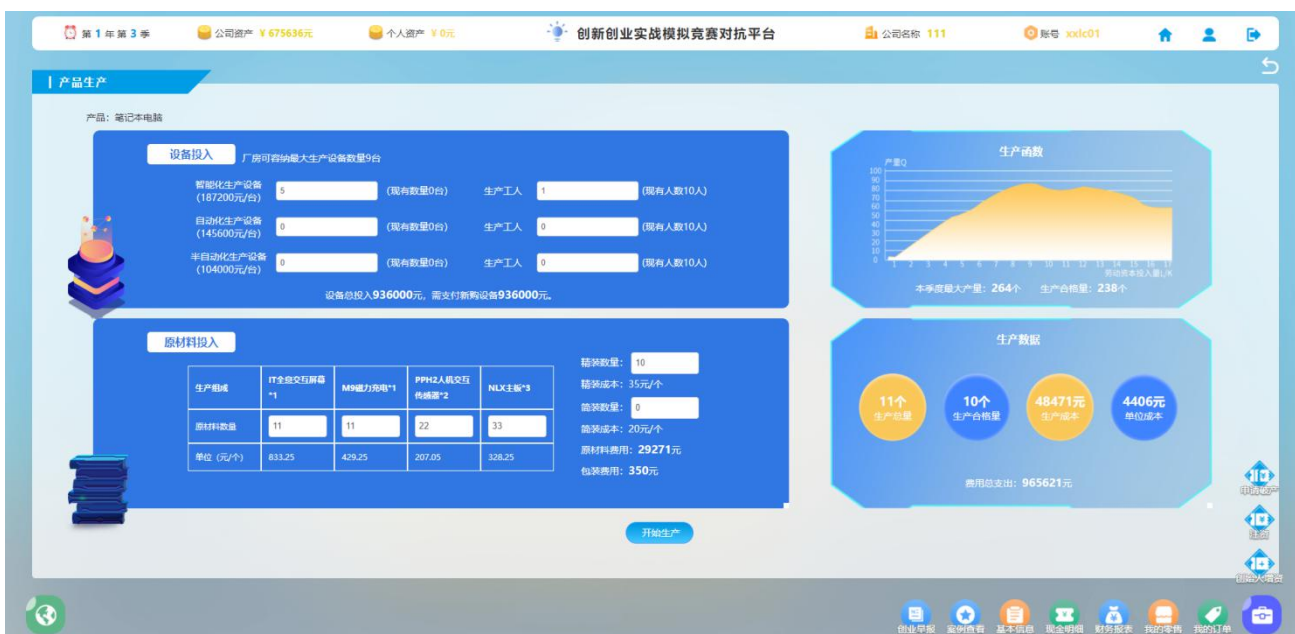 第 1 年第 3 季 公司资产 ¥ 675636元 个人资产 ¥ 0元 创新创业实战模拟竞赛对抗平台 公司名称 111 账号 xxlc01
产品生产
产品：笔记本电脑
设备投入 厂房可容纳最大生产设备数量9台
智能化生产设备
(187200元/台) 5 (现有数量0台) 生产工人 1 (现有人数10人)
自动化生产设备
(145600元/台) 0 (现有数量0台) 生产工人 0 (现有人数10人)
半自动化生产设备
(104000元/台) 0 (现有数量0台) 生产工人 0 (现有人数10人)
设备总投入936000元，需支付新购设备936000元。
生产函数
产量Q
100
90
80
70
60
50
40
30
20
10
0
1 2 3 4 5 6 7 8 9 10 11 12 13 14 15 16 17
劳动资本投入量L/K
本季度最大产量：264个 生产合格量：238个
原材料投入
生产组成 IT全息交互屏幕*1 M9磁力充电*1 PPH2人机交互传感器*2 NLX主板*3
原材料数量 11 11 22 33
单位（元/个） 833.25 429.25 207.05 328.25
精装数量： 10
精装成本：35元/个
简装数量： 0
简装成本：20元/个
原材料费用：29271元
包装费用：350元
生产数据
11个 生产总量
10个 生产合格量
48471元 生产成本
4406元 单位成本
费用总支出：965621元
开始生产
申请破产
注资
创始人增资
创业早报 案例查看 基本信息 现金明细 财务报表 我的零售 我的订单